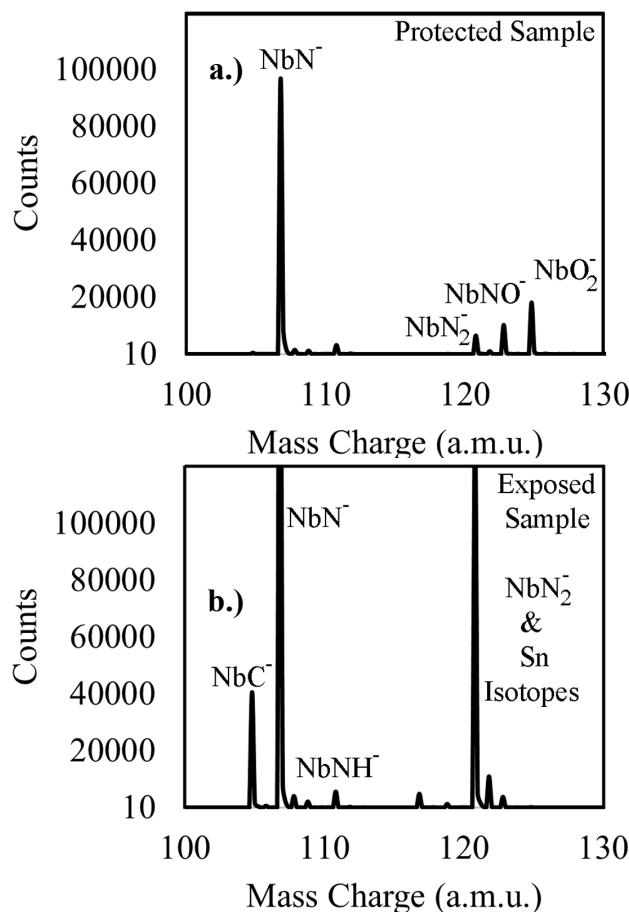 Protected Sample
a.)
NbN⁻
100000
80000
60000
40000
20000
10
Counts
NbN₂⁻
NbNO⁻
NbO₂⁻
100
110
120
130
Mass Charge (a.m.u.)
Exposed
Sample
b.)
NbN⁻
100000
80000
60000
40000
20000
10
Counts
NbC⁻
NbNH⁻
NbN₂⁻
&
Sn
Isotopes
100
110
120
130
Mass Charge (a.m.u.)